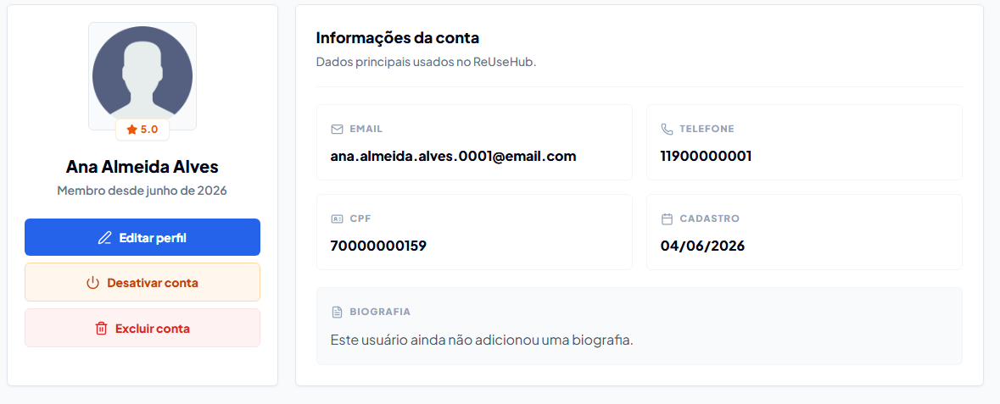 5.0
Ana Almeida Alves
Membro desde junho de 2026
Editar perfil
Desativar conta
Excluir conta
Informações da conta
Dados principais usados no ReUseHub.
EMAIL
ana.almeida.alves.0001@email.com
TELEFONE
11900000001
CPF
70000000159
CADASTRO
04/06/2026
BIOGRAFIA
Este usuário ainda não adicionou uma biografia.